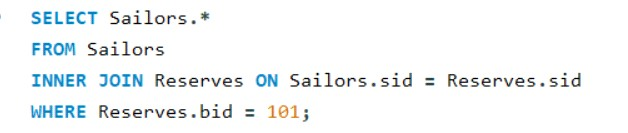 SELECT Sailors.*
FROM Sailors
INNER JOIN Reserves ON Sailors.sid = Reserves.sid
WHERE Reserves.bid = 101;